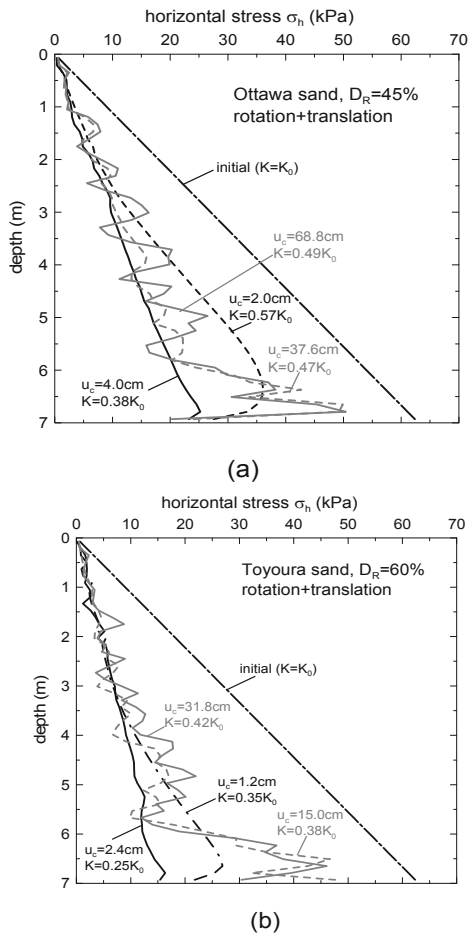 horizontal stress σh (kPa)
0 10 20 30 40 50 60 70
0
1
2
3
4
5
6
7
depth (m)
Ottawa sand, DR=45%
rotation+translation
initial (K=K0)
uc=68.8cm
K=0.49K0
uc=2.0cm
K=0.57K0
uc=37.6cm
K=0.47K0
uc=4.0cm
K=0.38K0
(a)
horizontal stress σh (kPa)
0 10 20 30 40 50 60 70
0
1
2
3
4
5
6
7
depth (m)
Toyoura sand, DR=60%
rotation+translation
initial (K=K0)
uc=31.8cm
K=0.42K0
uc=1.2cm
K=0.35K0
uc=15.0cm
K=0.38K0
uc=2.4cm
K=0.25K0
(b)